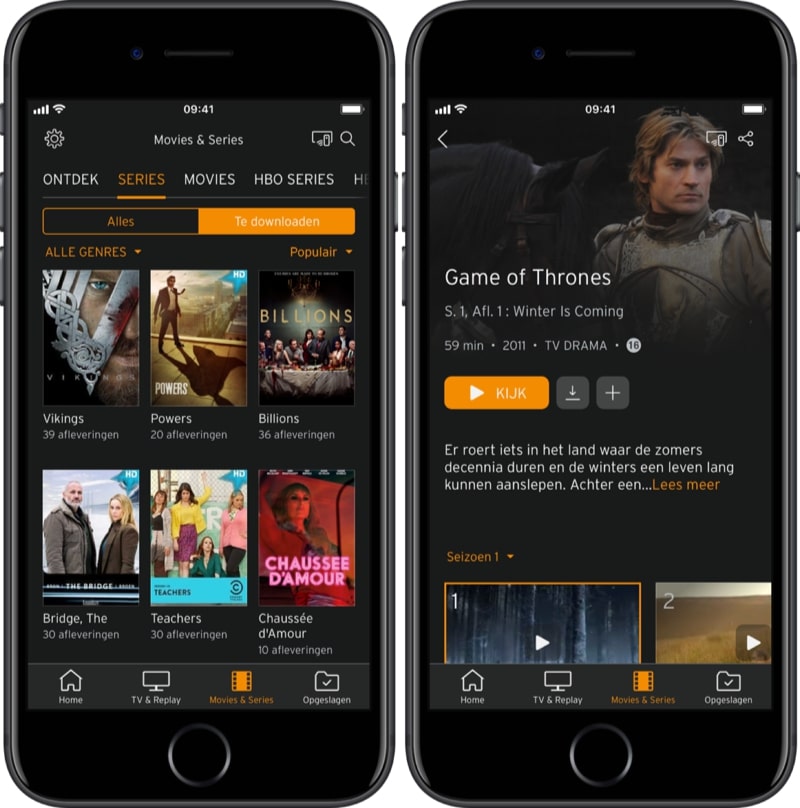 09:41
Movies & Series
ONTDEK SERIES MOVIES HBO SERIES HE
Alles Te downloaden
ALLE GENRES Populair
VIKINGS
HD
POWERS
BILLIONS
Vikings
39 afleveringen
Powers
20 afleveringen
Billions
36 afleveringen
HD
THE BRIDGE
HD
TEACHERS
CHAUSSEE
D'AMOUR
Bridge, The
30 afleveringen
Teachers
30 afleveringen
Chaussée
d'Amour
10 afleveringen
Home TV & Replay Movies & Series Opgeslagen
09:41
Game of Thrones
S. 1, Afl. 1 : Winter Is Coming
59 min • 2011 • TV DRAMA • 16
KIJK
Er roert iets in het land waar de zomers
decennia duren en de winters een leven lang
kunnen aanslepen. Achter een...Lees meer
Seizoen 1
1
2
Home TV & Replay Movies & Series Opgeslagen